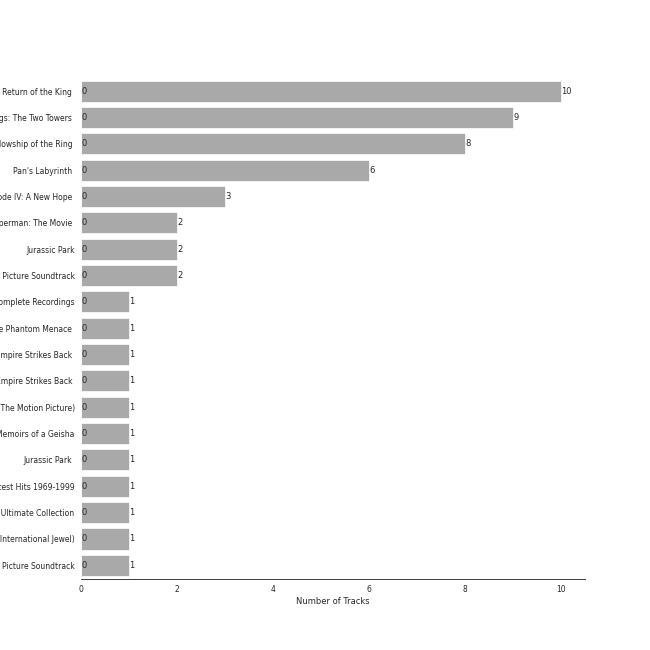 Return of the King 0 10
gs: The Two Towers 0 9
lowship of the Ring 0 8
Pan's Labyrinth 0 6
ode IV: A New Hope 0 3
perman: The Movie 0 2
Jurassic Park 0 2
Picture Soundtrack 0 2
omplete Recordings 0 1
e Phantom Menace 0 1
mpire Strikes Back 0 1
Empire Strikes Back 0 1
The Motion Picture) 0 1
Memoirs of a Geisha 0 1
Jurassic Park 0 1
test Hits 1969-1999 0 1
Ultimate Collection 0 1
International Jewel) 0 1
Picture Soundtrack 0 1
0 2 4 6 8 10
Number of Tracks